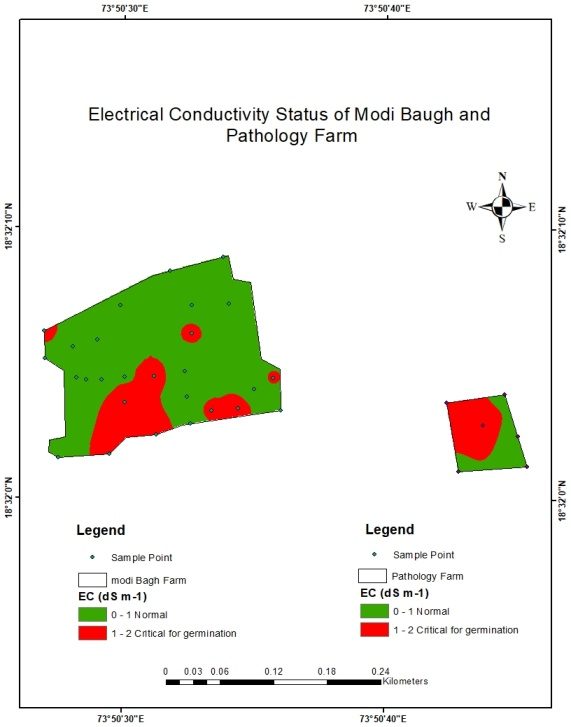 73°50'30"E
73°50'40"E
Electrical Conductivity Status of Modi Baugh and
Pathology Farm
N
W
E
S
18°32'10"N
18°32'10"N
18°32'0"N
18°32'0"N
Legend
Sample Point
modi Bagh Farm
EC (dS m-1)
0 - 1 Normal
1 - 2 Critical for germination
Legend
Sample Point
Pathology Farm
EC (dS m-1)
0 - 1 Normal
1 - 2 Critical for germination
0 0.03 0.06 0.12 0.18 0.24
Kilometers
73°50'30"E
73°50'40"E